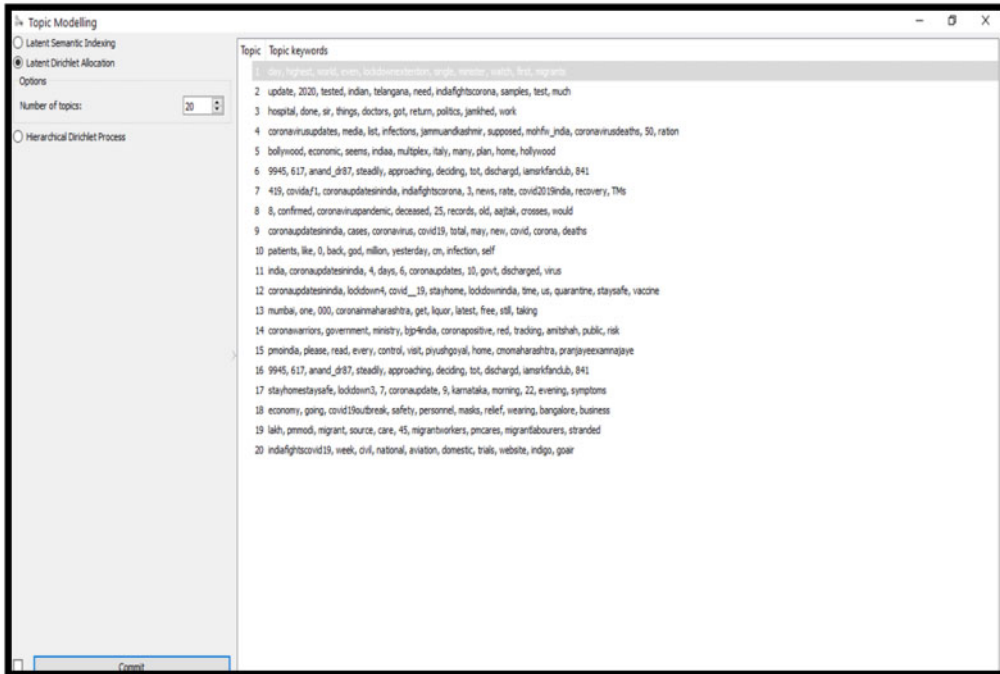 Topic Modelling
Latent Semantic Indexing
Latent Dirichlet Allocation
Options
Number of topics: 20
Hierarchical Dirichlet Process
Topic Topic keywords
1 day, highest, world, even, lockdownextention, single, minister, watch, first, migrants
2 update, 2020, tested, indian, telangana, need, indiafightscorona, samples, test, much
3 hospital, done, sir, things, doctors, got, return, politics, jamkhed, work
4 coronavirusupdates, media, list, infections, jammuandkashmir, supposed, mohfw_india, coronavirusdeaths, 50, ration
5 bollywood, economic, seems, indiaa, multiplex, italy, many, plan, home, hollywood
6 9945, 617, anand_dr87, steadily, approaching, deciding, tot, dischargd, iamsrkfanclub, 841
7 419, covidaƒ1, coronaupdatesinindia, indiafightscorona, 3, news, rate, covid2019india, recovery, TMs
8 8, confirmed, coronaviruspandemic, deceased, 25, records, old, aajtak, crosses, would
9 coronaupdatesinindia, cases, coronavirus, covid19, total, may, new, covid, corona, deaths
10 patients, like, 0, back, god, million, yesterday, cm, infection, self
11 india, coronaupdatesinindia, 4, days, 6, coronaupdates, 10, govt, discharged, virus
12 coronaupdatesinindia, lockdown4, covid__19, stayhome, lockdownindia, time, us, quarantine, staysafe, vaccine
13 mumbai, one, 000, coronainmaharashtra, get, liquor, latest, free, still, taking
14 coronawarriors, government, ministry, bjp4india, coronapositive, red, tracking, amitshah, public, risk
15 pmoindia, please, read, every, control, visit, piyushgoyal, home, cmomaharashtra, pranjayeexamnajaye
16 9945, 617, anand_dr87, steadily, approaching, deciding, tot, dischargd, iamsrkfanclub, 841
17 stayhomestaysafe, lockdown3, 7, coronaupdate, 9, karnataka, morning, 22, evening, symptoms
18 economy, going, covid19outbreak, safety, personnel, masks, relief, wearing, bangalore, business
19 lakh, pmmodi, migrant, source, care, 45, migrantworkers, pmcares, migrantlabourers, stranded
20 indiafightscovid19, week, civil, national, aviation, domestic, trials, website, indigo, goair
Commit